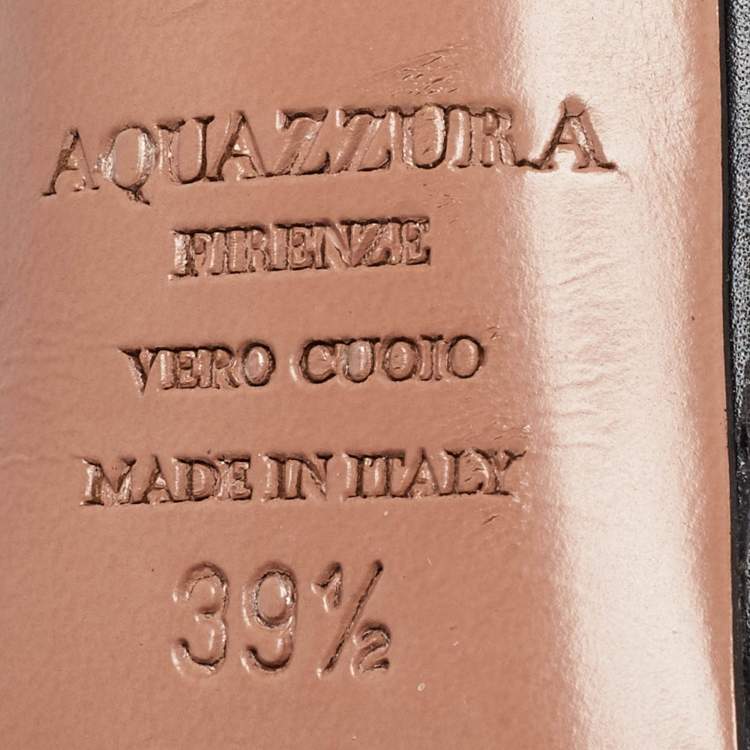 AQUAZZURA
FIRENZE
VERO CUOIO
MADE IN ITALY
39½